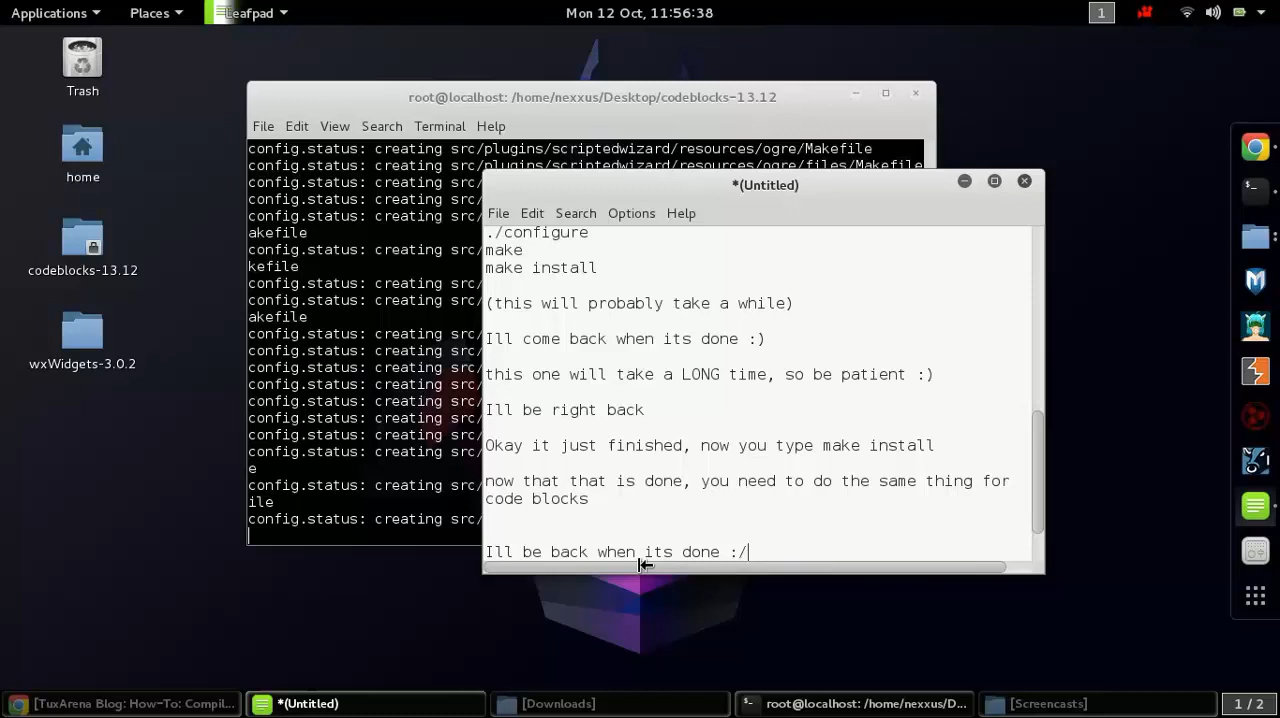 Applications
Places
Leafpad
Mon 12 Oct, 11:56:38
1
Trash
home
codeblocks-13.12
wxWidgets-3.0.2
root@localhost: /home/nexxus/Desktop/codeblocks-13.12
File Edit View Search Terminal Help
config.status: creating src/plugins/scriptedwizard/resources/ogre/Makefile
config.status: creating src/plugins/scriptedwizard/resources/ogre/files/Makefile
config.status: creating src/
config.status: creating src/
config.status: creating src/
akefile
config.status: creating src/
kefile
config.status: creating src/
config.status: creating src/
akefile
config.status: creating src/
config.status: creating src/
config.status: creating src/
config.status: creating src/
config.status: creating src/
config.status: creating src/
config.status: creating src/
config.status: creating src/
e
config.status: creating src/
ile
config.status: creating src/
*(Untitled)
File Edit Search Options Help
./configure
make
make install
(this will probably take a while)
Ill come back when its done :)
this one will take a LONG time, so be patient :)
Ill be right back
Okay it just finished, now you type make install
now that that is done, you need to do the same thing for
code blocks
Ill be back when its done :/
[TuxArena Blog: How-To: Compil...
*(Untitled)
[Downloads]
root@localhost: /home/nexxus/D...
[Screencasts]
1 / 2